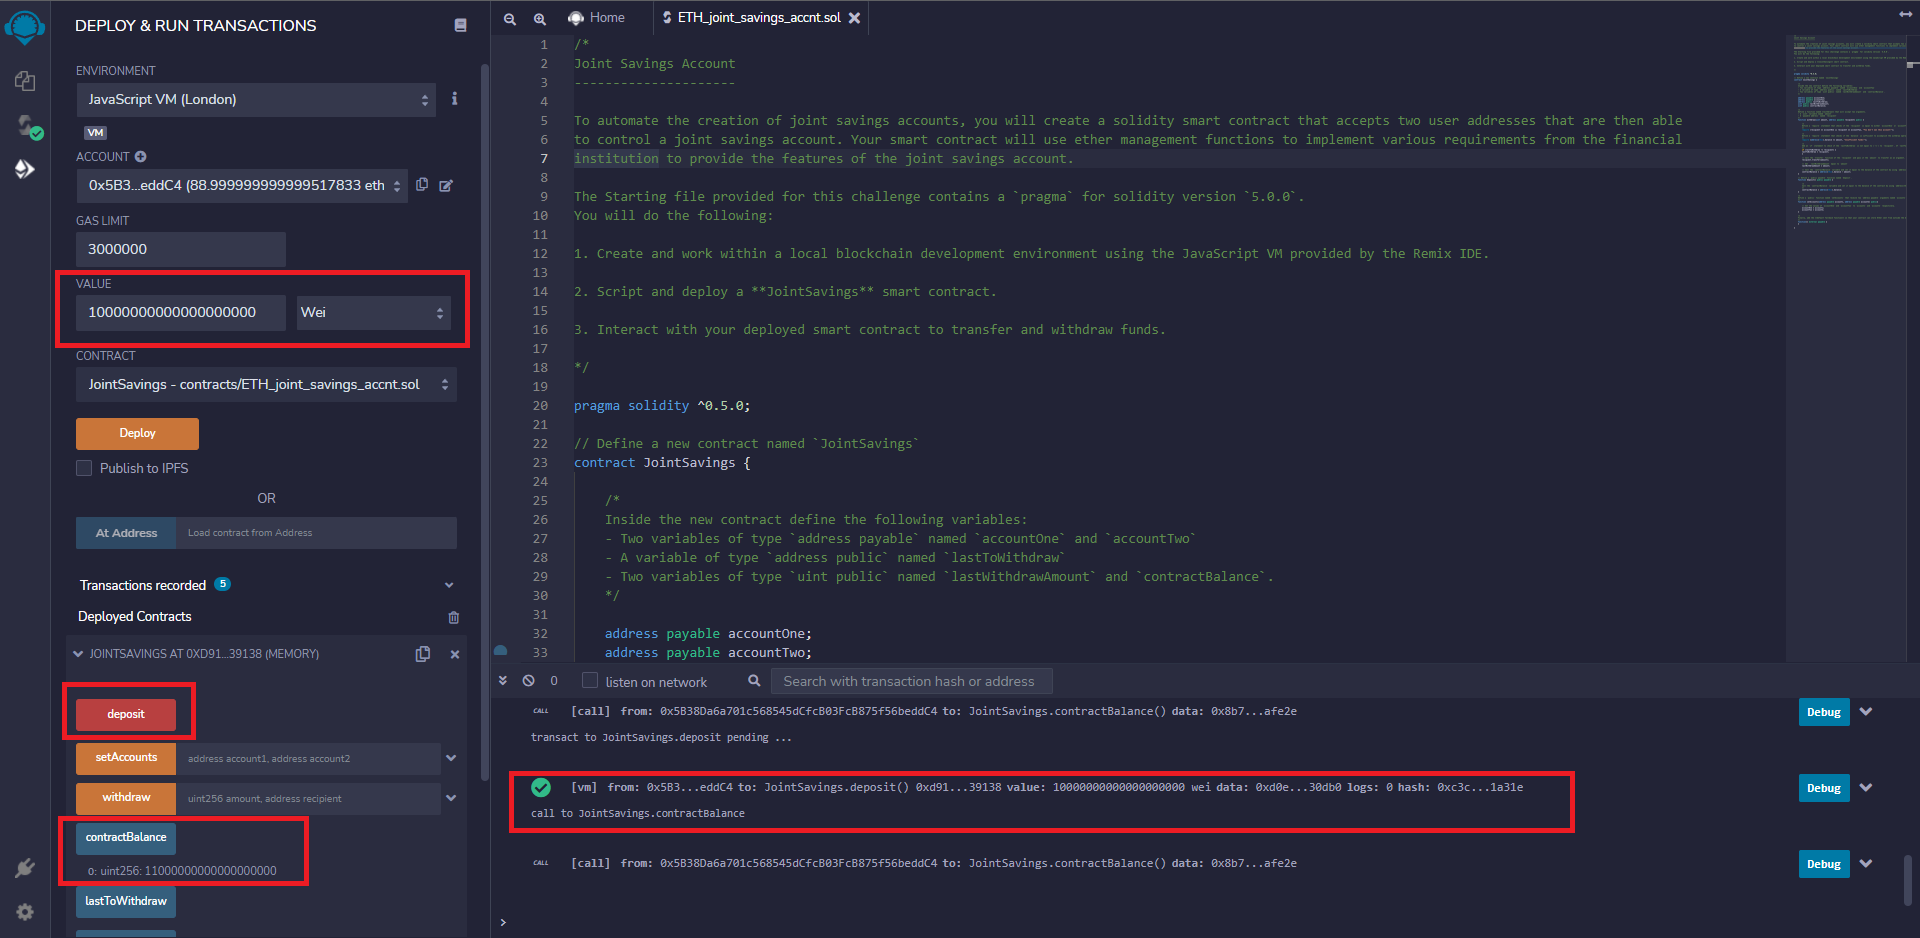 DEPLOY & RUN TRANSACTIONS
ENVIRONMENT
JavaScript VM (London)
VM
ACCOUNT
0x5B3...eddC4 (88.999999999999517833 eth
GAS LIMIT
3000000
VALUE
10000000000000000000
Wei
CONTRACT
JointSavings - contracts/ETH_joint_savings_accnt.sol
Deploy
Publish to IPFS
OR
At Address
Load contract from Address
Transactions recorded 5
Deployed Contracts
JOINTSAVINGS AT 0XD91...39138 (MEMORY)
deposit
setAccounts
address account1, address account2
withdraw
uint256 amount, address recipient
contractBalance
0: uint256: 11000000000000000000
lastToWithdraw
Home
ETH_joint_savings_accnt.sol
1 /*
2 Joint Savings Account
3 ---------------------
4
5 To automate the creation of joint savings accounts, you will create a solidity smart contract that accepts two user addresses that are then able
6 to control a joint savings account. Your smart contract will use ether management functions to implement various requirements from the financial
7 institution to provide the features of the joint savings account.
8
9 The Starting file provided for this challenge contains a `pragma` for solidity version `5.0.0`.
10 You will do the following:
11
12 1. Create and work within a local blockchain development environment using the JavaScript VM provided by the Remix IDE.
13
14 2. Script and deploy a **JointSavings** smart contract.
15
16 3. Interact with your deployed smart contract to transfer and withdraw funds.
17
18 */
19
20 pragma solidity ^0.5.0;
21
22 // Define a new contract named `JointSavings`
23 contract JointSavings {
24
25 /*
26 Inside the new contract define the following variables:
27 - Two variables of type `address payable` named `accountOne` and `accountTwo`
28 - A variable of type `address public` named `lastToWithdraw`
29 - Two variables of type `uint public` named `lastWithdrawAmount` and `contractBalance`.
30 */
31
32 address payable accountOne;
33 address payable accountTwo;
0
listen on network
Search with transaction hash or address
CALL [call] from: 0x5B38Da6a701c568545dCfcB03FcB875f56beddC4 to: JointSavings.contractBalance() data: 0x8b7...afe2e
Debug
transact to JointSavings.deposit pending ...
[vm] from: 0x5B3...eddC4 to: JointSavings.deposit() 0xd91...39138 value: 10000000000000000000 wei data: 0xd0e...30db0 logs: 0 hash: 0xc3c...1a31e
Debug
call to JointSavings.contractBalance
CALL [call] from: 0x5B38Da6a701c568545dCfcB03FcB875f56beddC4 to: JointSavings.contractBalance() data: 0x8b7...afe2e
Debug
>